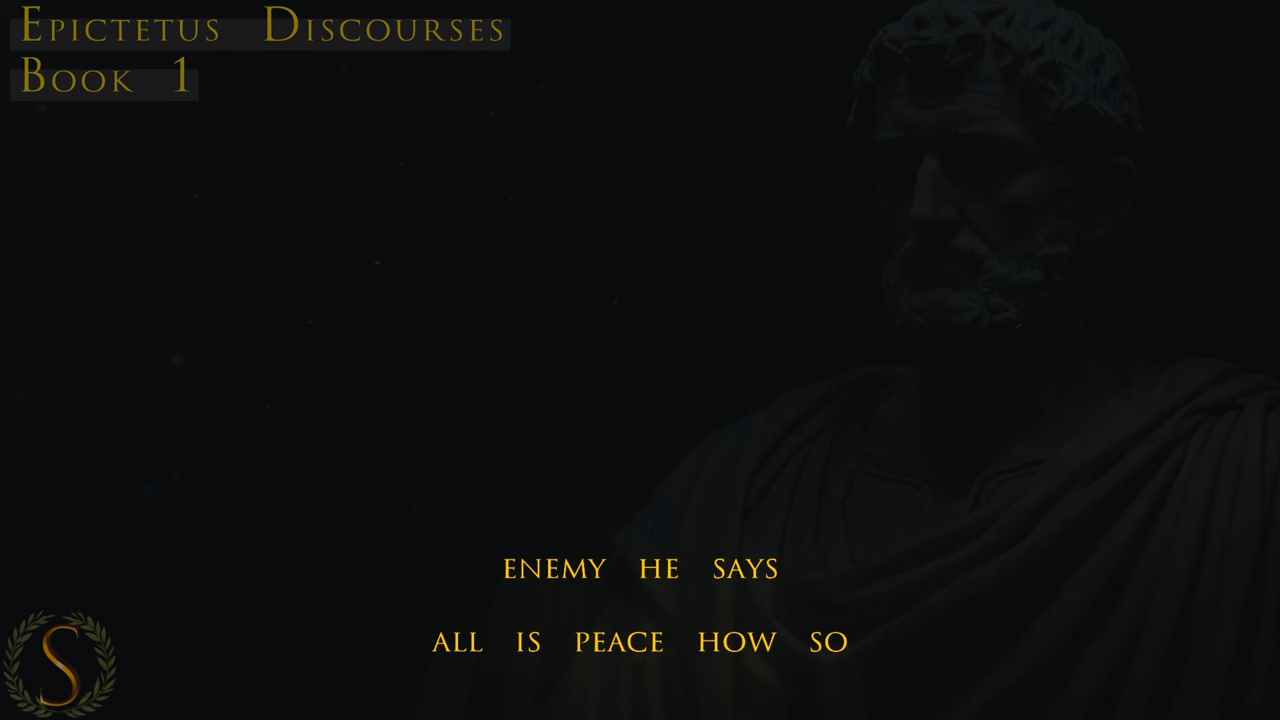 Epictetus Discourses
Book 1
ENEMY HE SAYS
ALL IS PEACE HOW SO
S